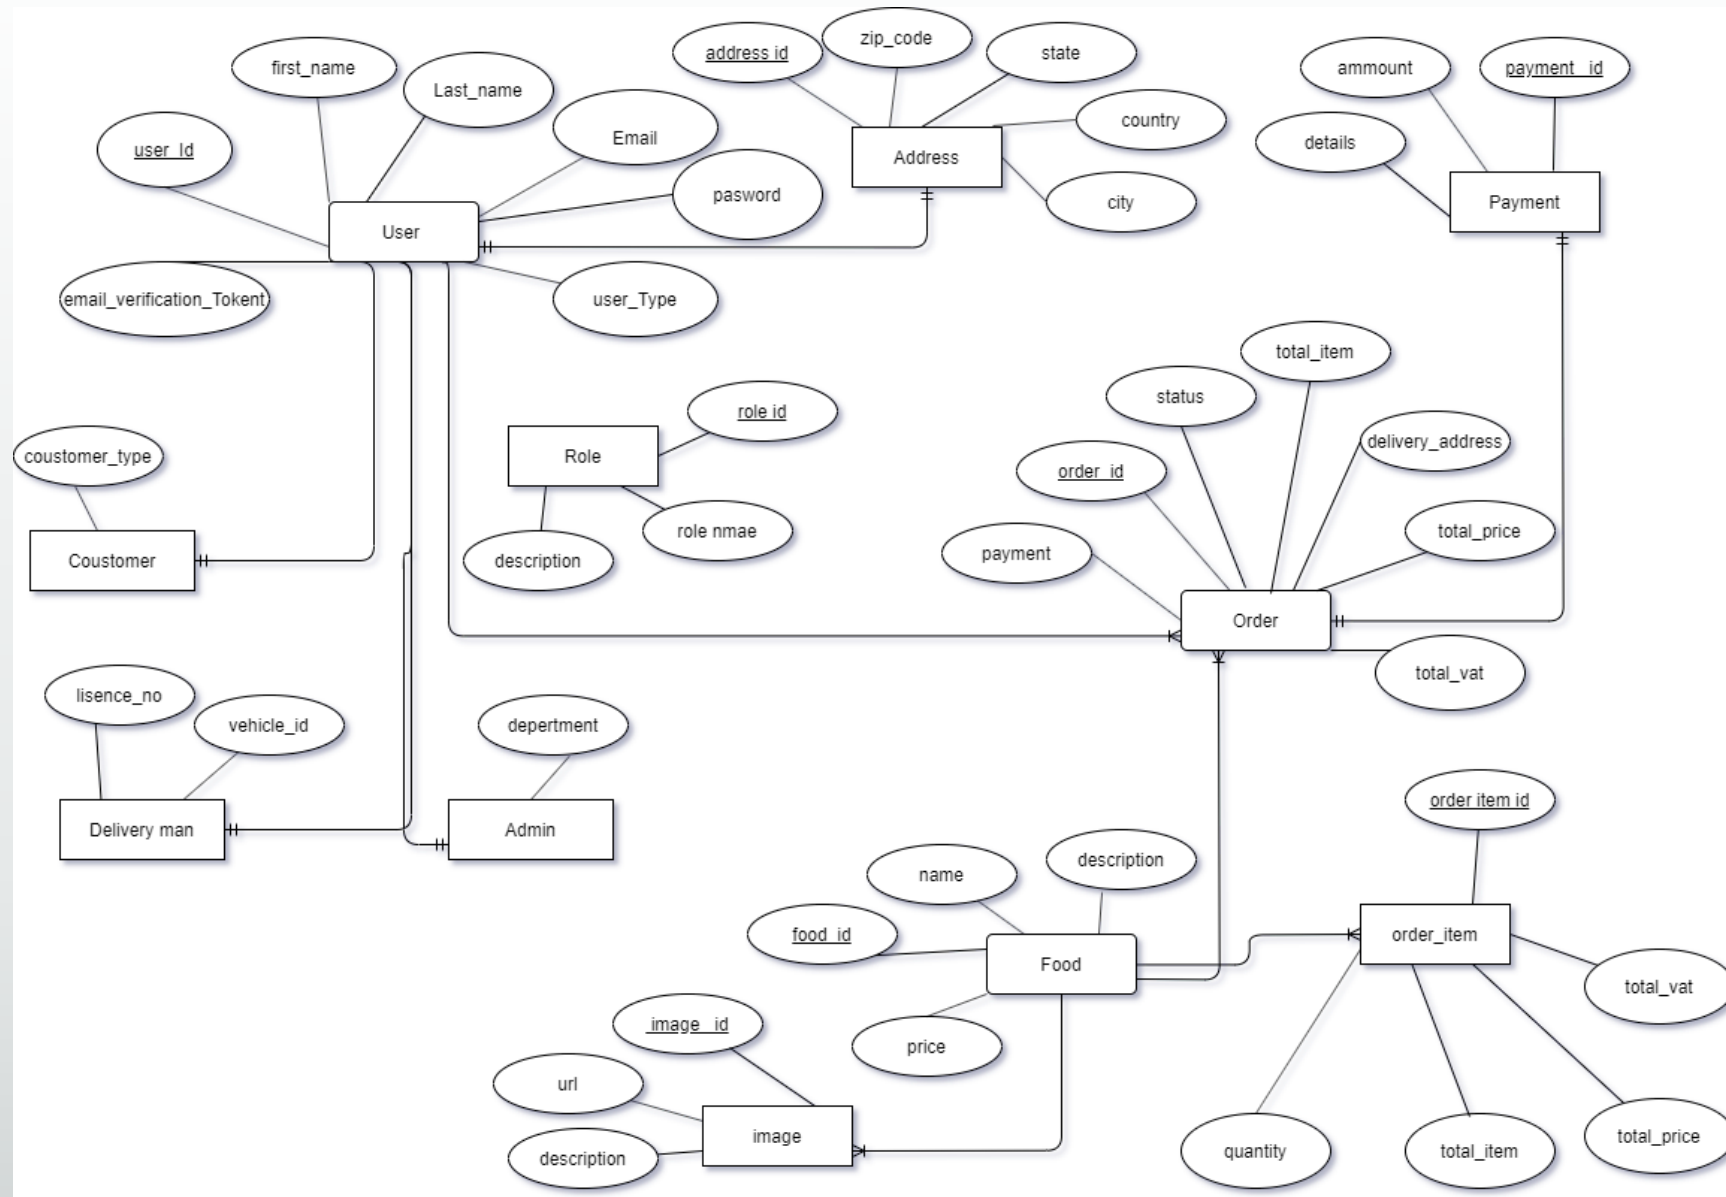 first_name
Last_name
user_Id
Email
pasword
User
email_verification_Tokent
user_Type
address id
zip_code
state
country
Address
city
ammount
payment_id
details
Payment
coustomer_type
Coustomer
role id
Role
role nmae
description
total_item
status
delivery_address
order_id
total_price
payment
Order
total_vat
lisence_no
vehicle_id
Delivery man
depertment
Admin
order item id
description
name
food_id
Food
order_item
total_vat
price
image_id
url
image
description
quantity
total_item
total_price